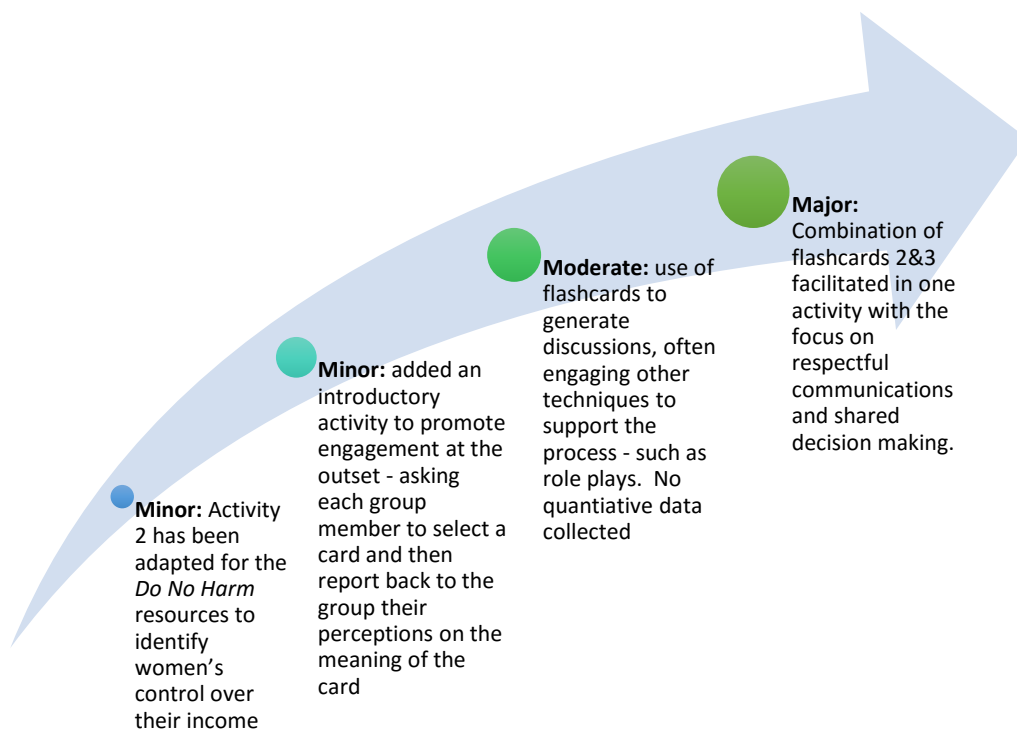 Minor: Activity
2 has been
adapted for the
Do No Harm
resources to
identify
women’s
control over
their income
Minor: added an
introductory
activity to promote
engagement at the
outset - asking
each group
member to select a
card and then
report back to the
group their
perceptions on the
meaning of the
card
Moderate: use of
flashcards to
generate
discussions, often
engaging other
techniques to
support the
process - such as
role plays.  No
quantiative data
collected
Major:
Combination of
flashcards 2&3
facilitated in one
activity with the
focus on
respectful
communications
and shared
decision making.